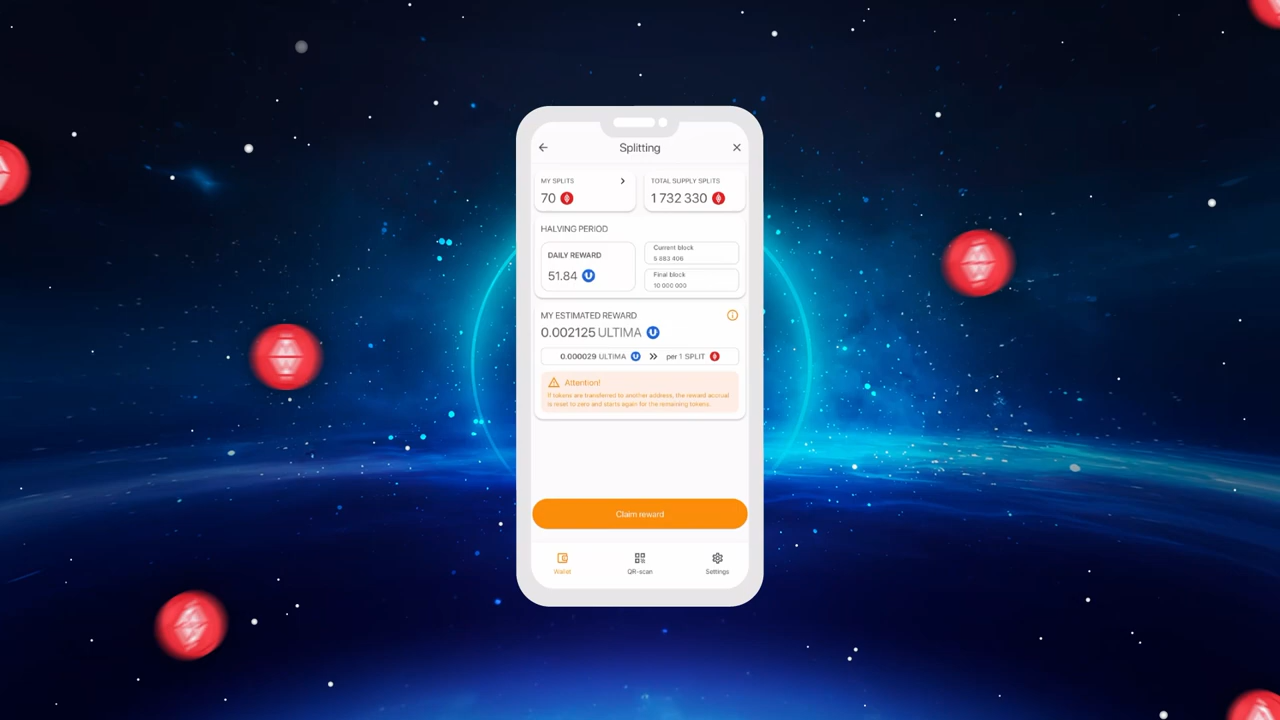 Splitting
MY SPLITS
70
TOTAL SUPPLY SPLITS
1 732 330
HALVING PERIOD
DAILY REWARD
51.84
Current block
5 883 406
Final block
10 000 000
MY ESTIMATED REWARD
0.002125 ULTIMA
0.000029 ULTIMA
per 1 SPLIT
Attention!
If tokens are transferred to another address, the reward accrual
is reset to zero and starts again for the remaining tokens.
Claim reward
Wallet
QR-scan
Settings